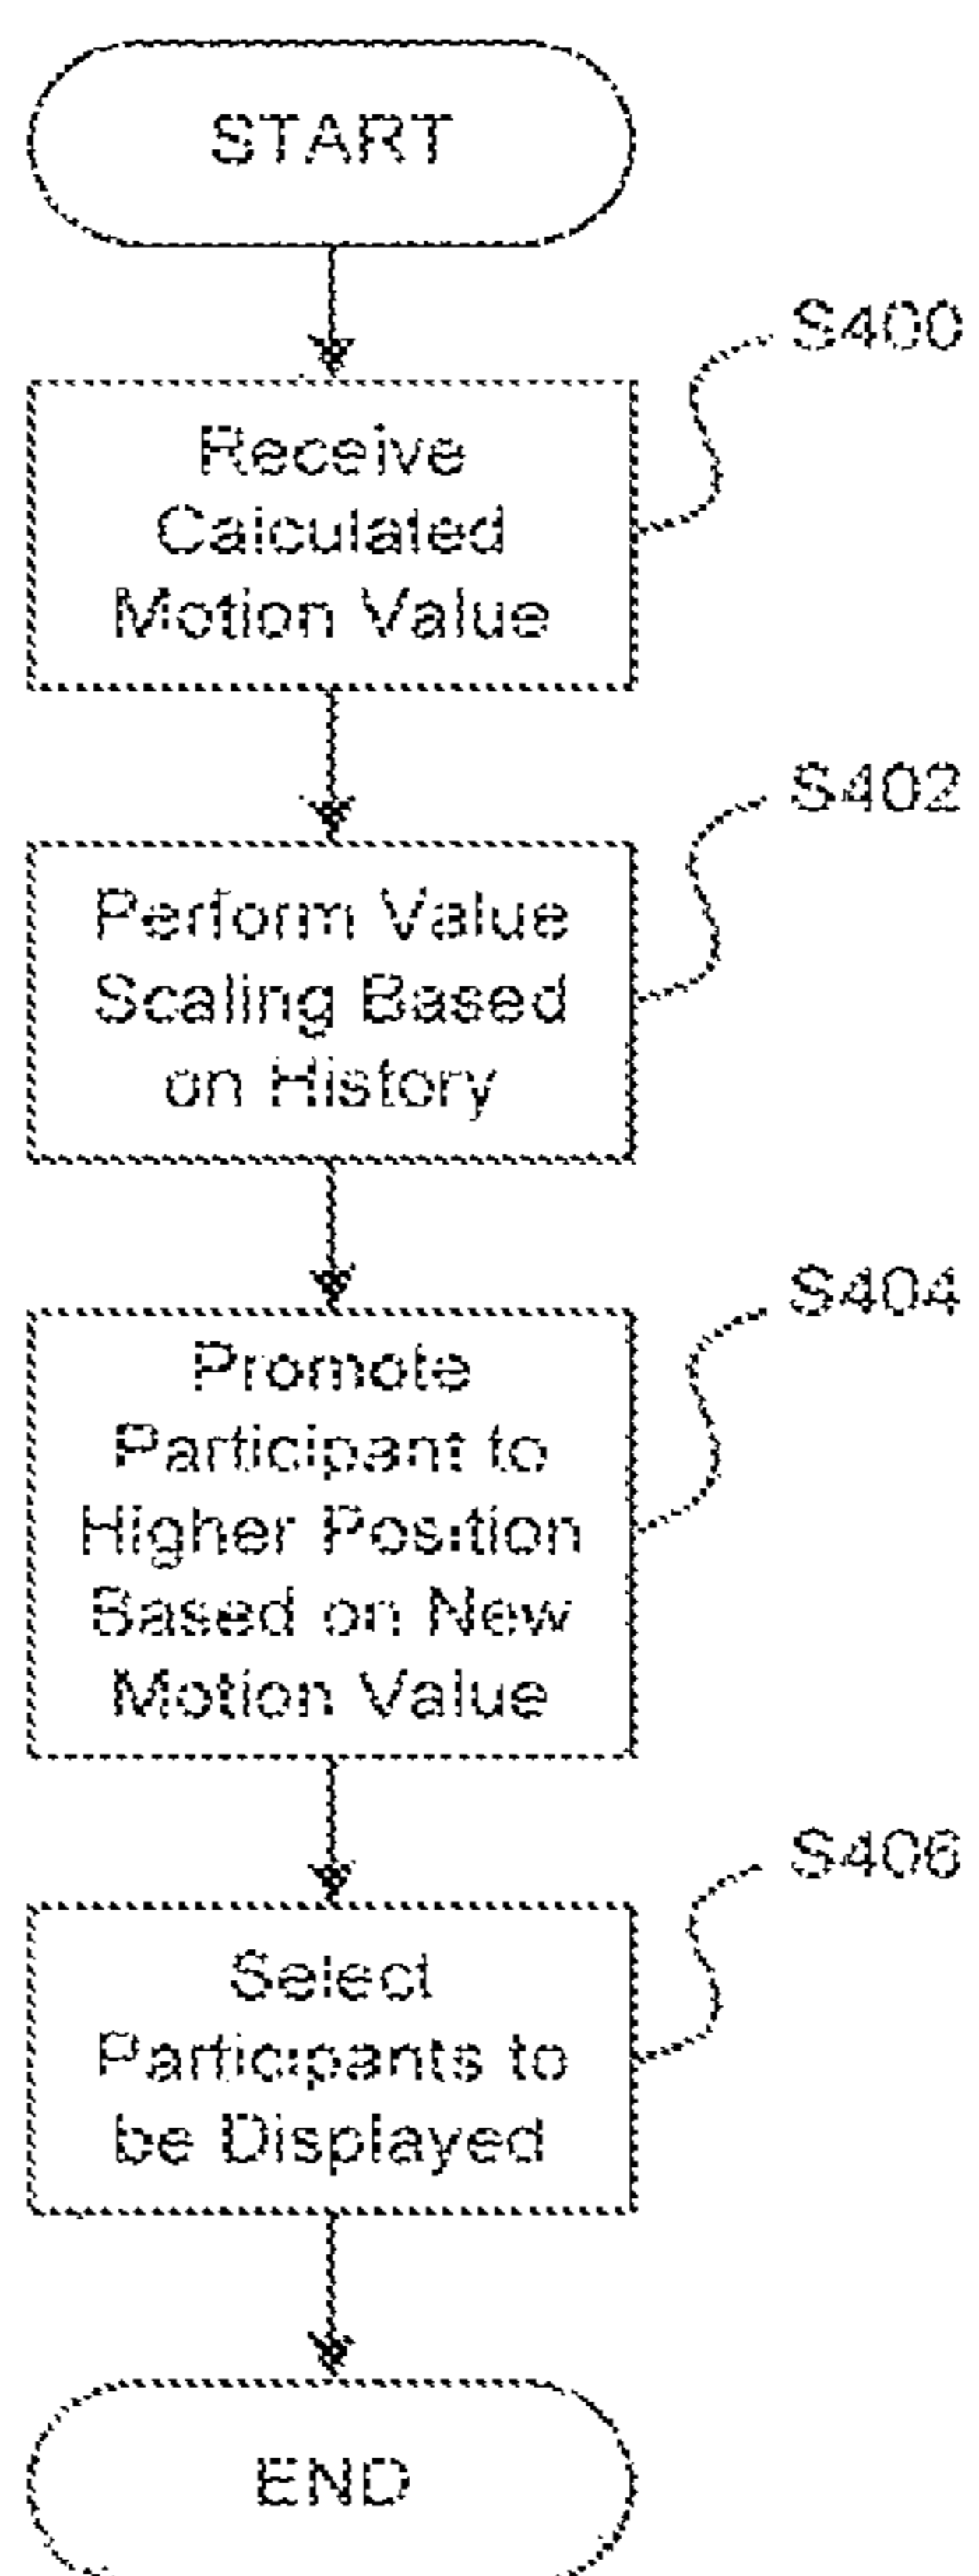 START
S400
Receive
Calculated
Motion Value
S402
Perform Value
Scaling Based
on History
S404
Promote
Participant to
Higher Position
Based on New
Motion Value
S406
Select
Participants to
be Displayed
END